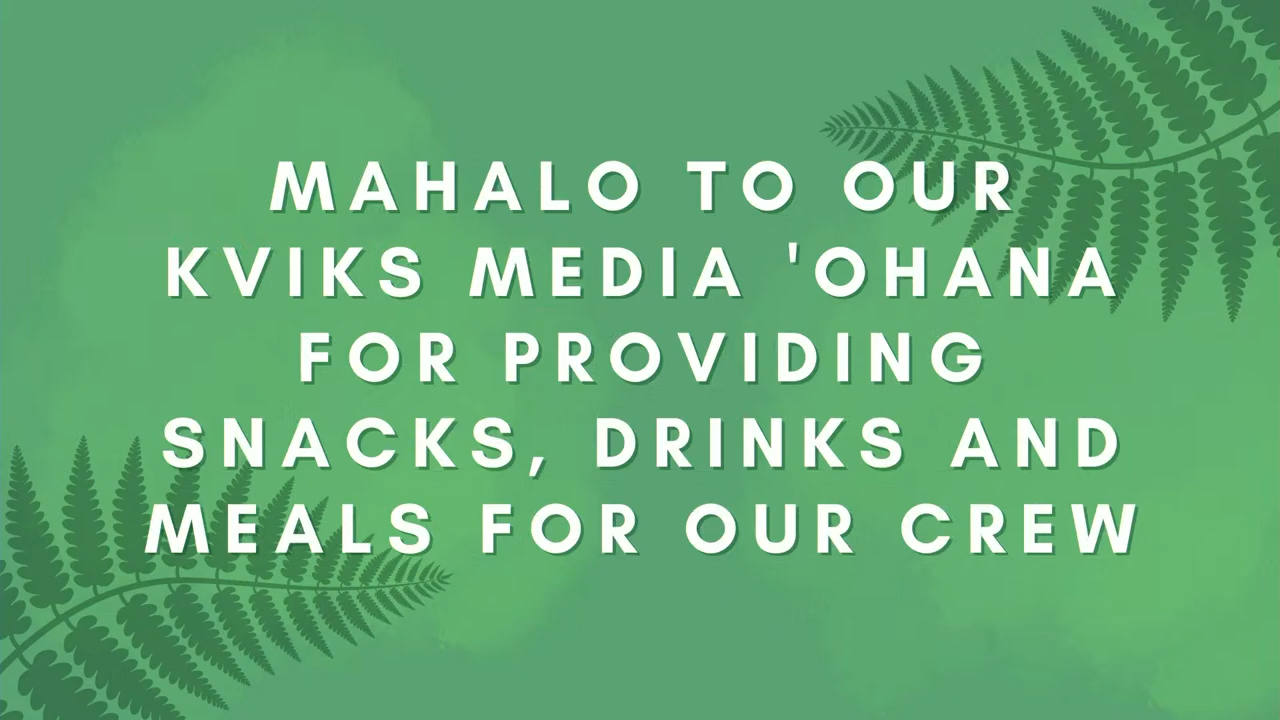 MAHALO TO OUR
KVIKS MEDIA 'OHANA
FOR PROVIDING
SNACKS, DRINKS AND
MEALS FOR OUR CREW